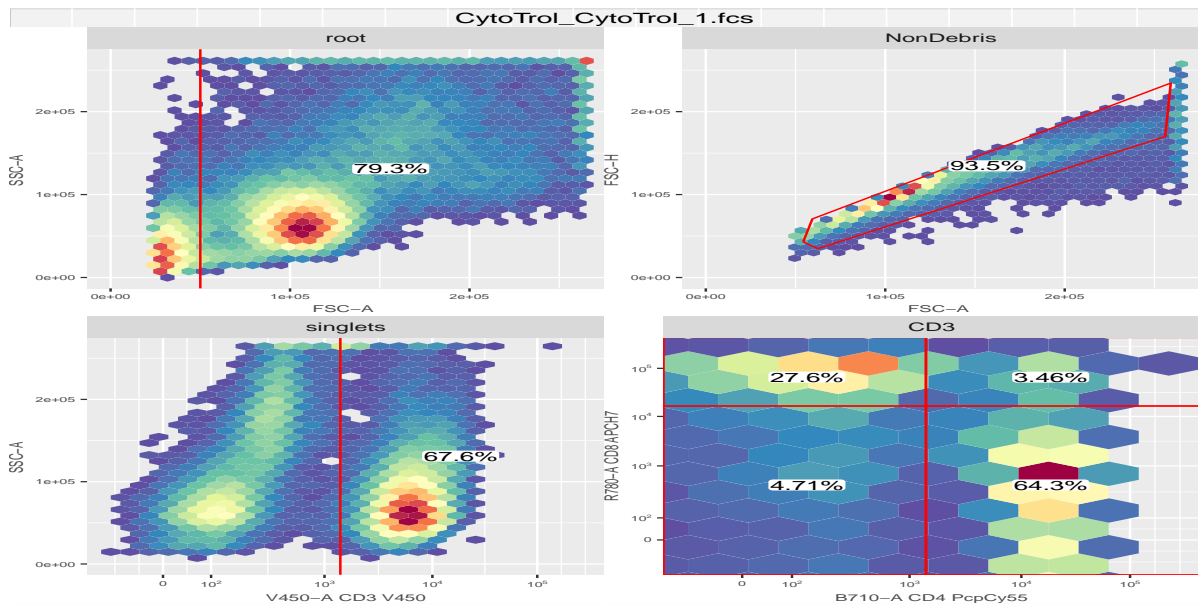 CytoTrol_CytoTrol_1.fcs
root
NonDebris
SSC−A
2e+05
1e+05
0e+00
79.3%
0e+00 1e+05 2e+05
FSC−A
FSC−H
2e+05
1e+05
0e+00
93.5%
0e+00 1e+05 2e+05
FSC−A
singlets
CD3
SSC−A
2e+05
1e+05
0e+00
67.6%
0 10² 10³ 10⁴ 10⁵
V450−A CD3 V450
R780−A CD8 APCH7
10⁵
10⁴
10³
10²
0
27.6%
3.46%
4.71%
64.3%
0 10² 10³ 10⁴ 10⁵
B710−A CD4 PcpCy55